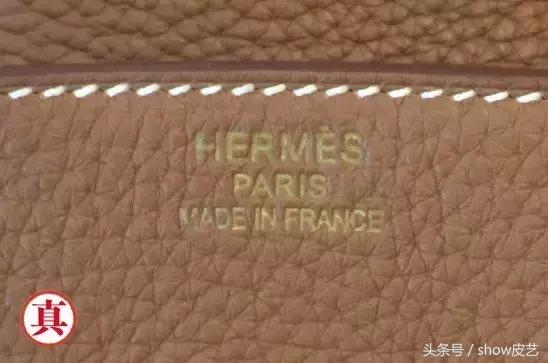 HERMÈS
PARIS
MADE IN FRANCE
真
头条号 / show皮艺